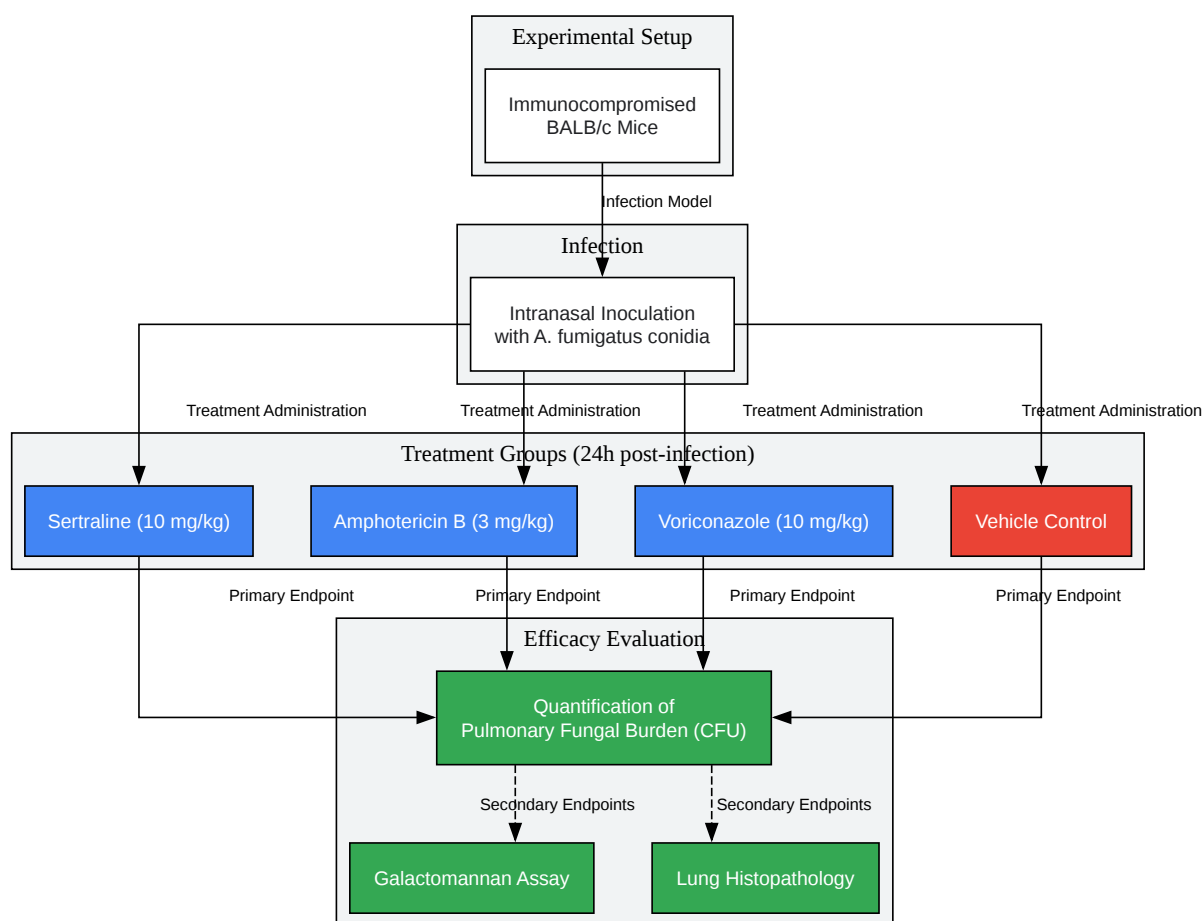 Experimental Setup
Immunocompromised
BALB/c Mice
Infection Model
Infection
Intranasal Inoculation
with A. fumigatus conidia
Treatment Administration
Treatment Administration
Treatment Administration
Treatment Administration
Treatment Groups (24h post-infection)
Sertraline (10 mg/kg)
Amphotericin B (3 mg/kg)
Voriconazole (10 mg/kg)
Vehicle Control
Primary Endpoint
Primary Endpoint
Primary Endpoint
Primary Endpoint
Efficacy Evaluation
Quantification of
Pulmonary Fungal Burden (CFU)
Secondary Endpoints
Secondary Endpoints
Galactomannan Assay
Lung Histopathology